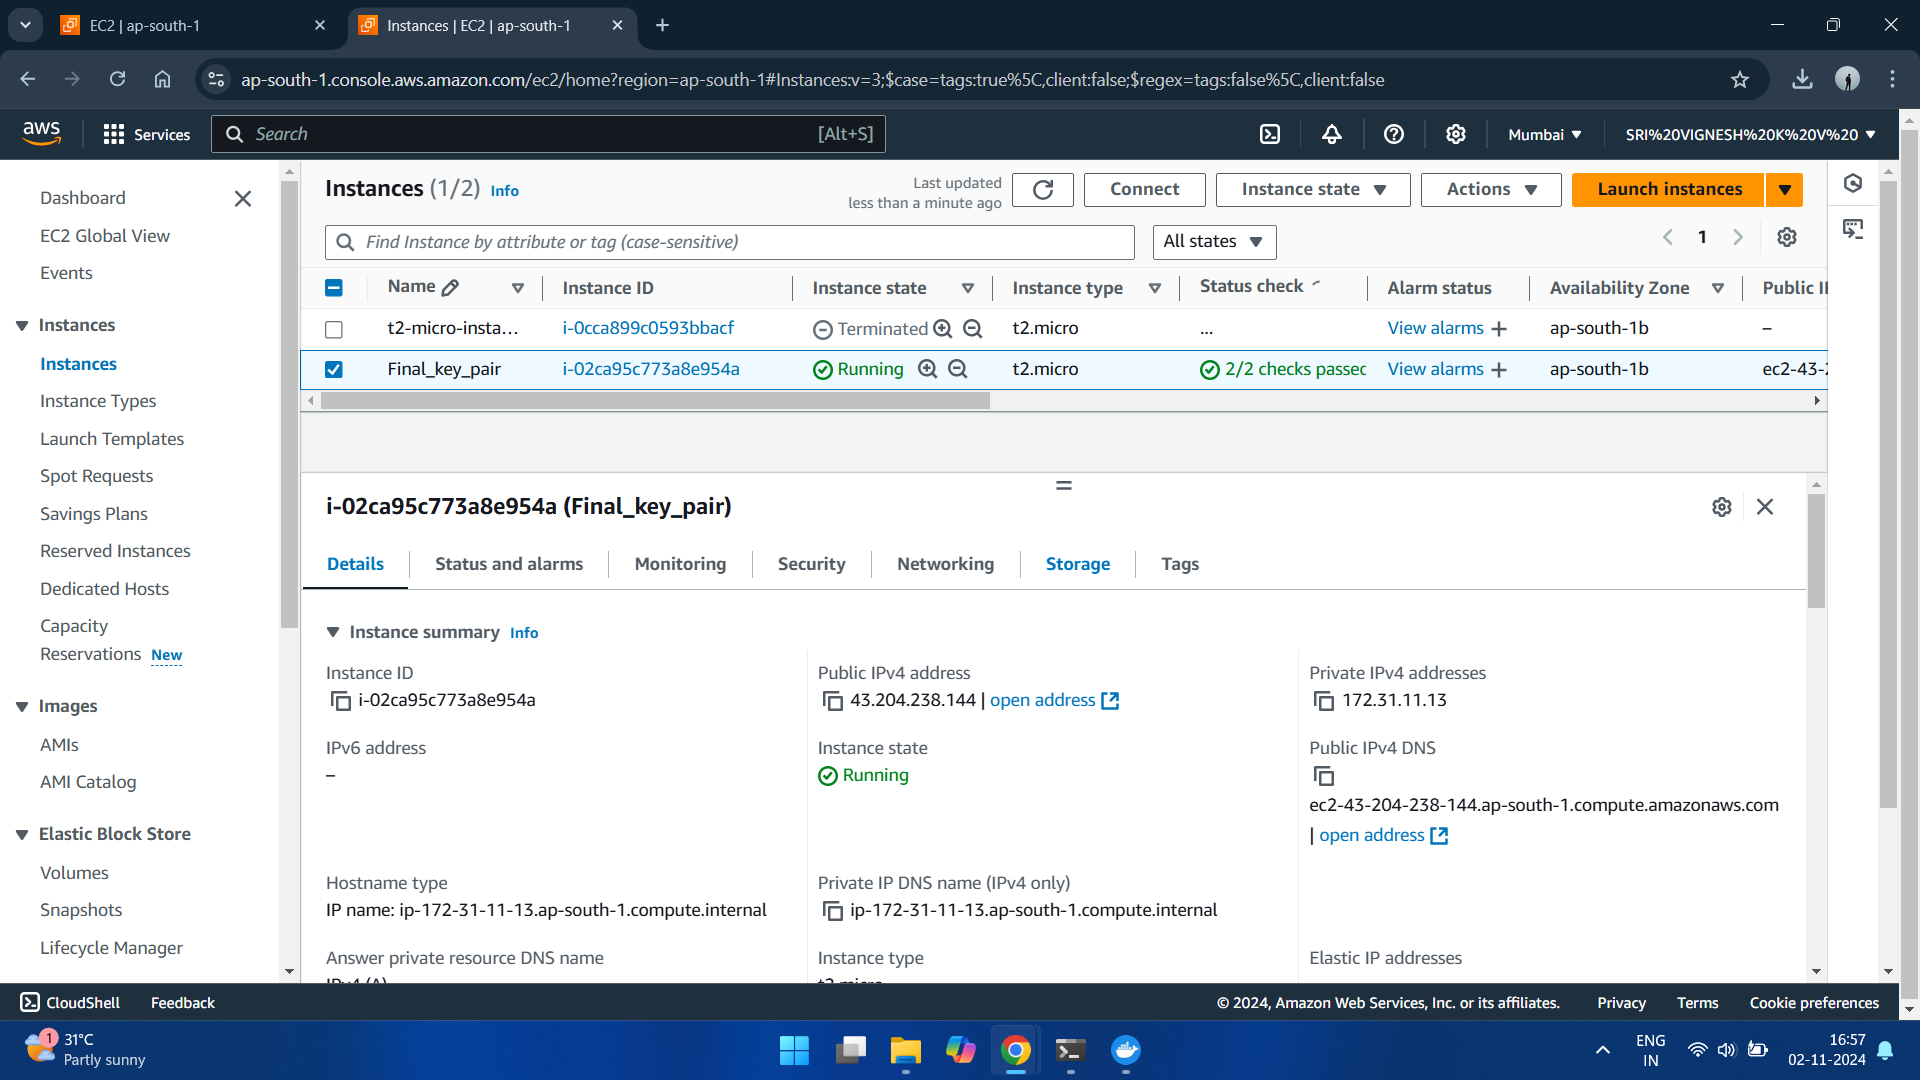 EC2 | ap-south-1
Instances | EC2 | ap-south-1
ap-south-1.console.aws.amazon.com/ec2/home?region=ap-south-1#Instances:v=3;$case=tags:true%5C,client:false;$regex=tags:false%5C,client:false
aws
Services
Search
[Alt+S]
Mumbai
SRI%20VIGNESH%20K%20V%20
Dashboard
EC2 Global View
Events
Instances
Instances
Instance Types
Launch Templates
Spot Requests
Savings Plans
Reserved Instances
Dedicated Hosts
Capacity
Reservations New
Images
AMIs
AMI Catalog
Elastic Block Store
Volumes
Snapshots
Lifecycle Manager
Instances (1/2) Info
Last updated
less than a minute ago
Connect
Instance state
Actions
Launch instances
Find Instance by attribute or tag (case-sensitive)
All states
1
Name Instance ID Instance state Instance type Status check Alarm status Availability Zone Public
t2-micro-insta... i-0cca899c0593bbacf Terminated t2.micro ... View alarms + ap-south-1b –
Final_key_pair i-02ca95c773a8e954a Running t2.micro 2/2 checks passed View alarms + ap-south-1b ec2-43-
i-02ca95c773a8e954a (Final_key_pair)
Details
Status and alarms
Monitoring
Security
Networking
Storage
Tags
Instance summary Info
Instance ID
i-02ca95c773a8e954a
Public IPv4 address
43.204.238.144 | open address
Private IPv4 addresses
172.31.11.13
IPv6 address
–
Instance state
Running
Public IPv4 DNS
ec2-43-204-238-144.ap-south-1.compute.amazonaws.com
| open address
Hostname type
IP name: ip-172-31-11-13.ap-south-1.compute.internal
Private IP DNS name (IPv4 only)
ip-172-31-11-13.ap-south-1.compute.internal
Answer private resource DNS name
IPv4 (A)
Instance type
t2.micro
Elastic IP addresses
CloudShell
Feedback
© 2024, Amazon Web Services, Inc. or its affiliates.
Privacy
Terms
Cookie preferences
1
31°C
Partly sunny
ENG
IN
16:57
02-11-2024